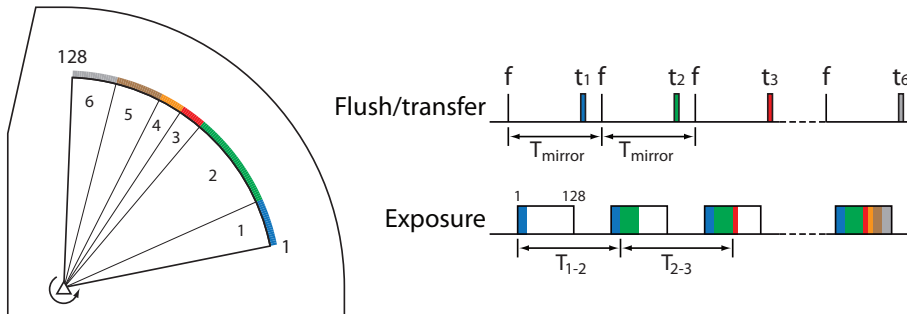 128
6
5
4
3
2
1
1
f t1 f t2 f t3 f t6
Flush/transfer
Tmirror Tmirror
1 128
Exposure
T1-2 T2-3